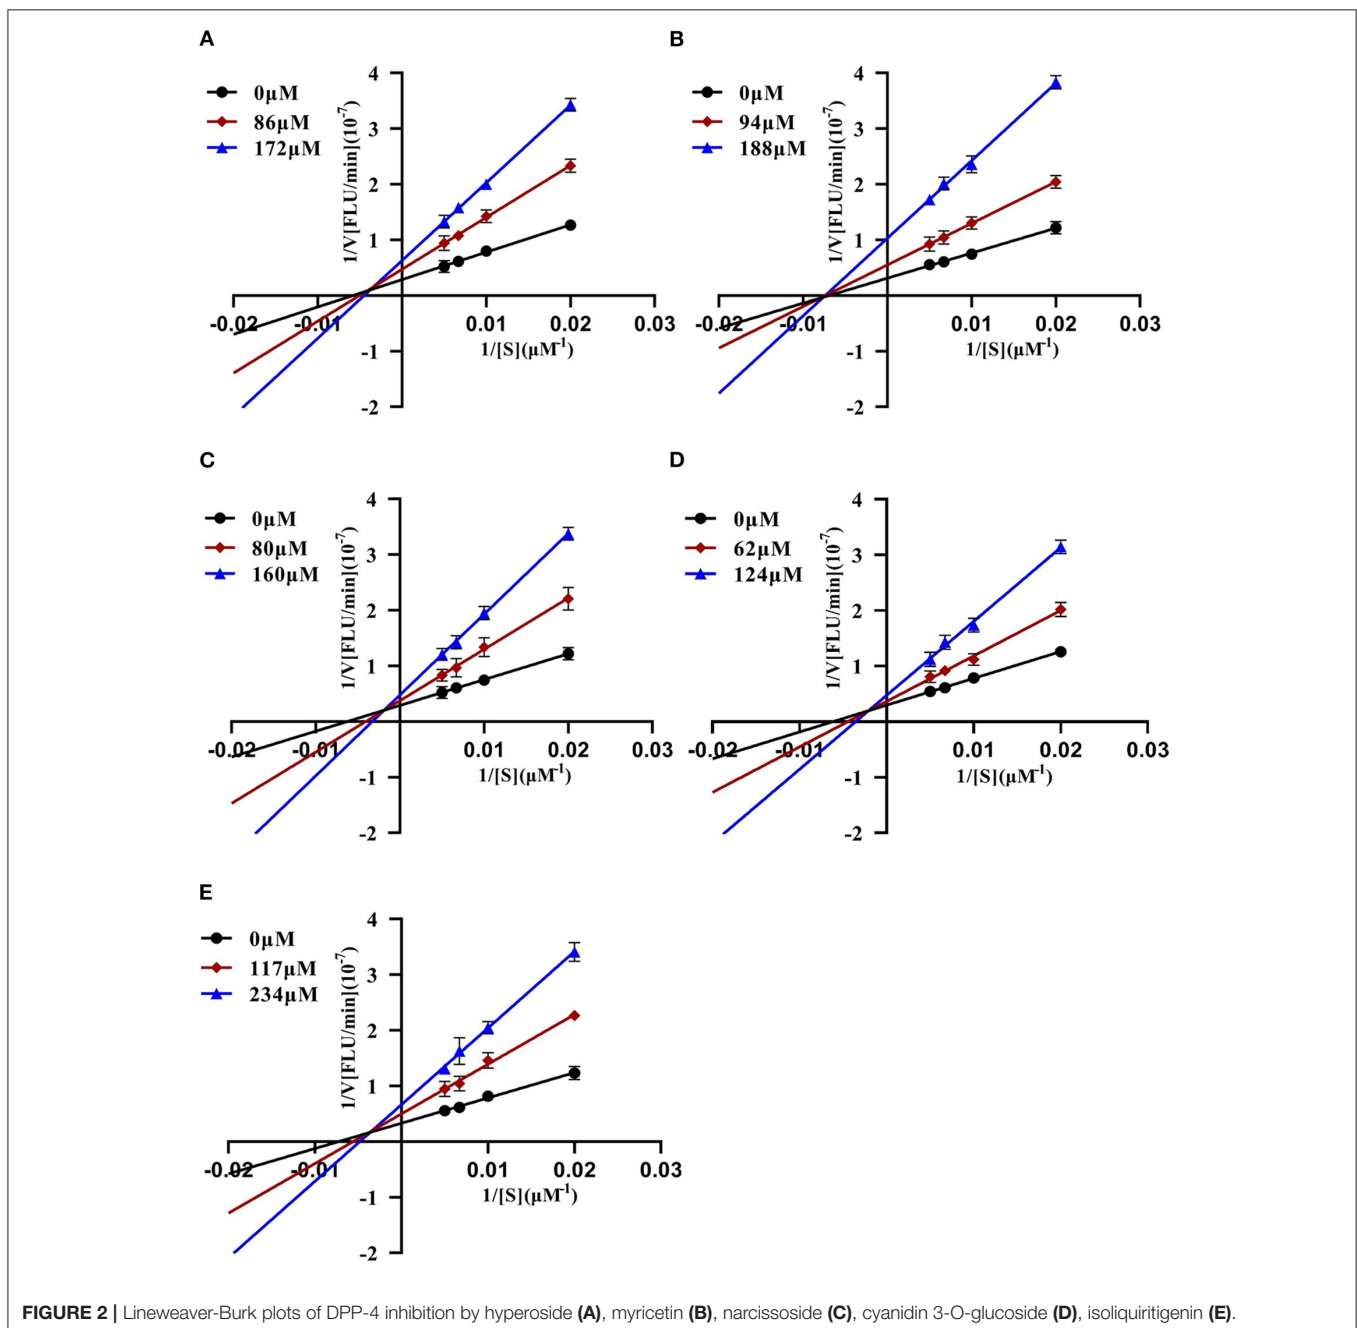 A
0µM
86µM
172µM
1/V[FLU/min](10⁻⁷)
4
3
2
1
-1
-2
-0.02
-0.01
0.01
0.02
0.03
1/[S](µM⁻¹)
B
0µM
94µM
188µM
1/V[FLU/min](10⁻⁷)
4
3
2
1
-1
-2
-0.02
-0.01
0.01
0.02
0.03
1/[S](µM⁻¹)
C
0µM
80µM
160µM
1/V[FLU/min](10⁻⁷)
4
3
2
1
-1
-2
-0.02
-0.01
0.01
0.02
0.03
1/[S](µM⁻¹)
D
0µM
62µM
124µM
1/V[FLU/min](10⁻⁷)
4
3
2
1
-1
-2
-0.02
-0.01
0.01
0.02
0.03
1/[S](µM⁻¹)
E
0µM
117µM
234µM
1/V[FLU/min](10⁻⁷)
4
3
2
1
-1
-2
-0.02
-0.01
0.01
0.02
0.03
1/[S](µM⁻¹)
FIGURE 2 | Lineweaver-Burk plots of DPP-4 inhibition by hyperoside (A), myricetin (B), narcissoside (C), cyanidin 3-O-glucoside (D), isoliquiritigenin (E).